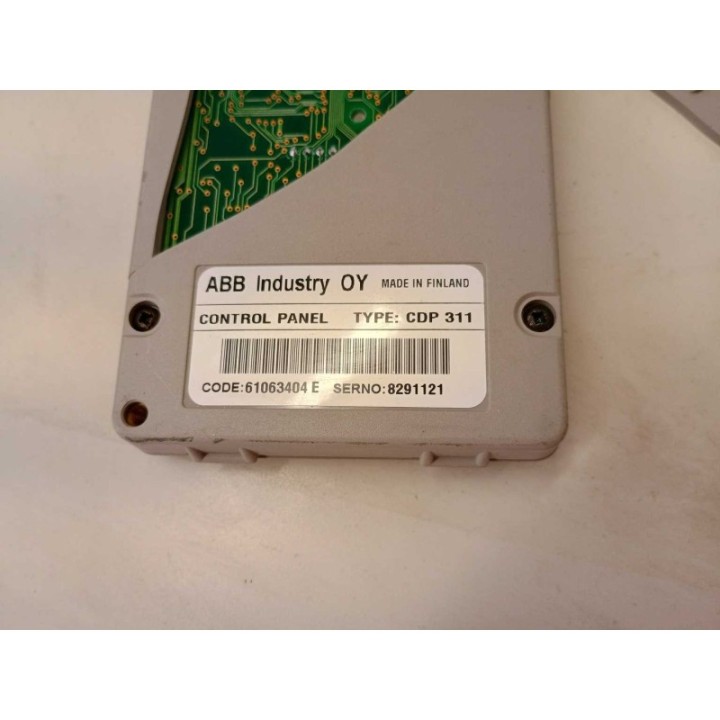 ABB Industry OY MADE IN FINLAND
CONTROL PANEL TYPE: CDP 311
CODE:61063404 E SERNO:8291121